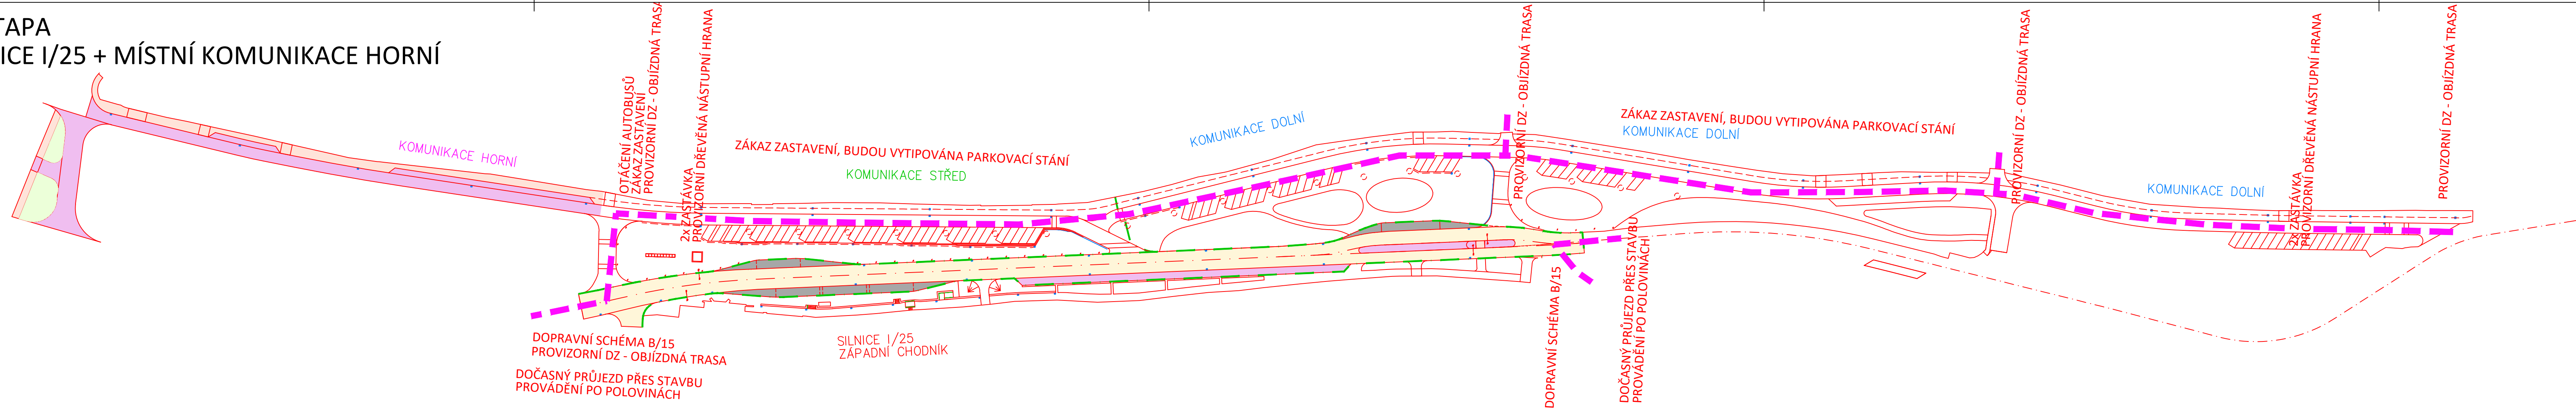 TAPA
ICE I/25 + MÍSTNÍ KOMUNIKACE HORNÍ
KOMUNIKACE HORNÍ
OTÁČENÍ AUTOBUSŮ
ZÁKAZ ZASTAVENÍ
PROVIZORNÍ DZ - OBJÍZDNÁ TRASA
2x ZASTÁVKA
PROVIZORNÍ DŘEVĚNÁ NÁSTUPNÍ HRANA
ZÁKAZ ZASTAVENÍ, BUDOU VYTIPOVÁNA PARKOVACÍ STÁNÍ
KOMUNIKACE STŘED
KOMUNIKACE DOLNÍ
PROVIZORNÍ DZ - OBJÍZDNÁ TRASA
ZÁKAZ ZASTAVENÍ, BUDOU VYTIPOVÁNA PARKOVACÍ STÁNÍ
KOMUNIKACE DOLNÍ
PROVIZORNÍ DZ - OBJÍZDNÁ TRASA
KOMUNIKACE DOLNÍ
2x ZASTÁVKA
PROVIZORNÍ DŘEVĚNÁ NÁSTUPNÍ HRANA
PROVIZORNÍ DZ - OBJÍZDNÁ TRASA
DOPRAVNÍ SCHÉMA B/15
PROVIZORNÍ DZ - OBJÍZDNÁ TRASA
DOČASNÝ PRŮJEZD PŘES STAVBU
PROVÁDĚNÍ PO POLOVINÁCH
SILNICE I/25
ZÁPADNÍ CHODNÍK
DOPRAVNÍ SCHÉMA B/15
DOČASNÝ PRŮJEZD PŘES STAVBU
PROVÁDĚNÍ PO POLOVINÁCH